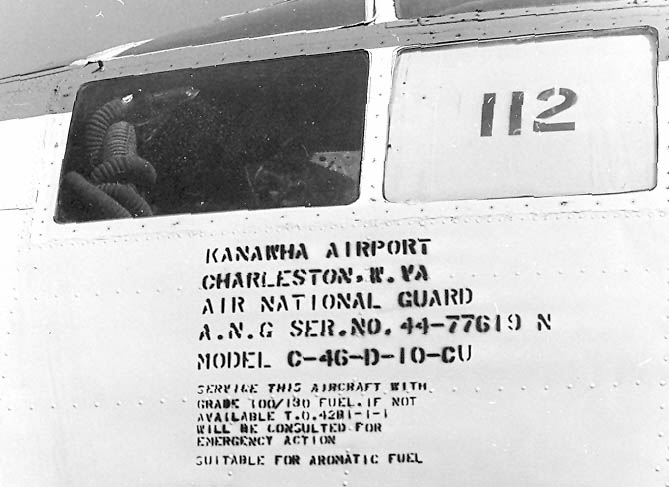 112
KANAWHA AIRPORT
CHARLESTON, W. VA
AIR NATIONAL GUARD
A.N.G SER.NO. 44-77619 N
MODEL C-46-D-10-CU
SERVICE THIS AIRCRAFT WITH
GRADE 100/130 FUEL. IF NOT
AVAILABLE T.O. 42B1-1-1
WILL BE CONSULTED FOR
EMERGENCY ACTION
SUITABLE FOR AROMATIC FUEL